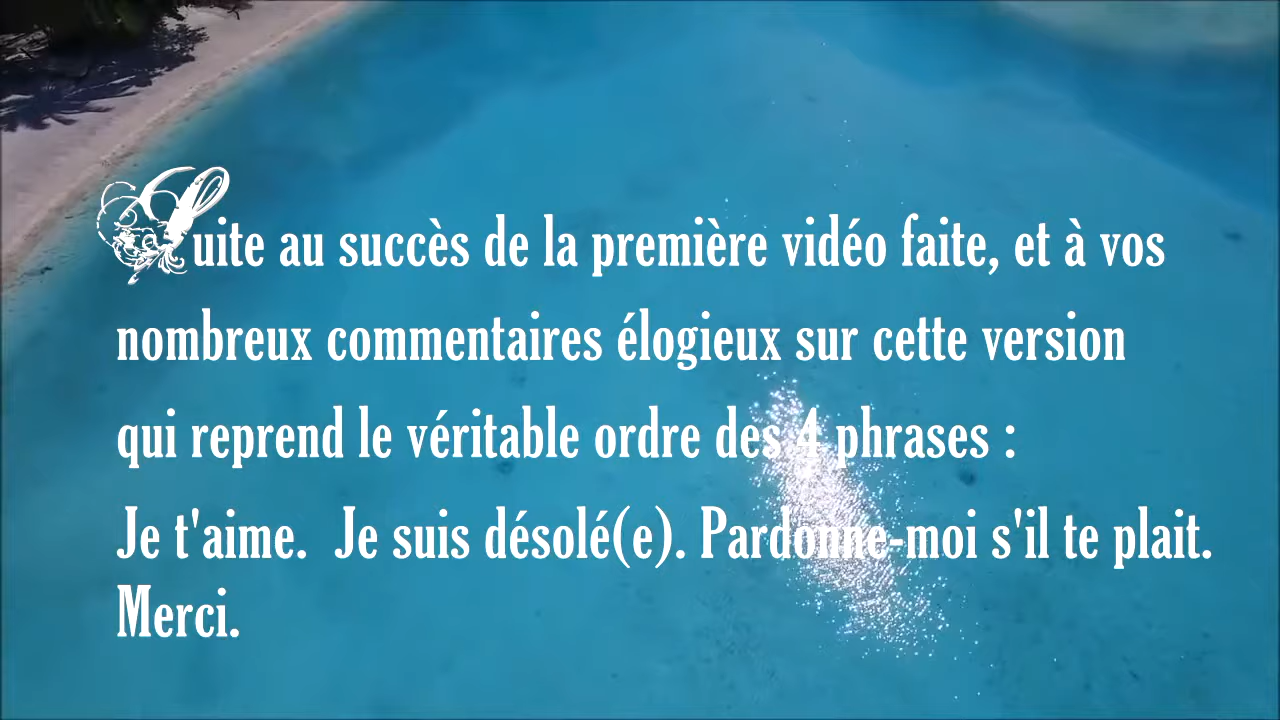 Suite au succès de la première vidéo faite, et à vos
nombreux commentaires élogieux sur cette version
qui reprend le véritable ordre des 4 phrases :
Je t'aime.  Je suis désolé(e). Pardonne-moi s'il te plait.
Merci.